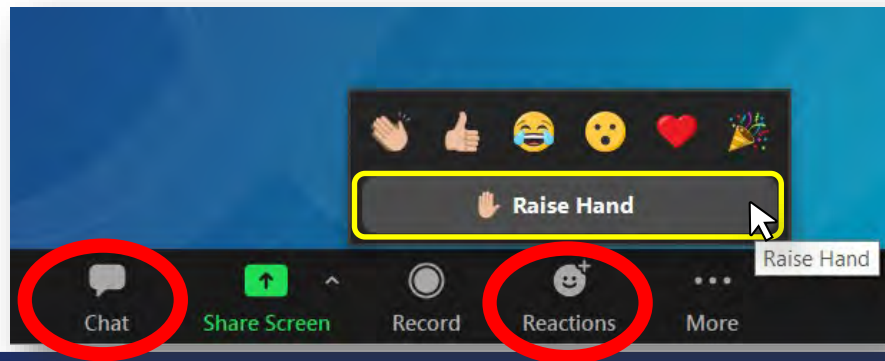 Raise Hand
Raise Hand
Chat
Share Screen
Record
Reactions
More